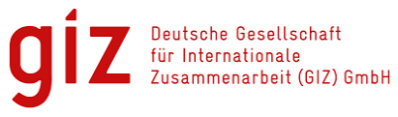 giz
Deutsche Gesellschaft
für Internationale
Zusammenarbeit (GIZ) GmbH